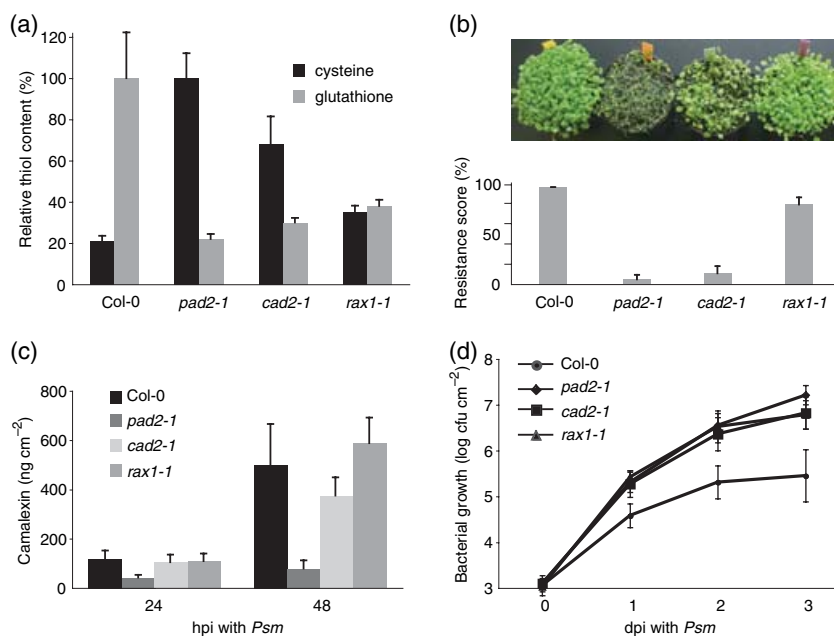 (a)
Relative thiol content (%)
120
100
80
60
40
20
0
cysteine
glutathione
Col-0 pad2-1 cad2-1 rax1-1
(b)
Resistance score (%)
100
50
0
Col-0 pad2-1 cad2-1 rax1-1
(c)
Camalexin (ng cm−2)
800
600
400
200
0
Col-0
pad2-1
cad2-1
rax1-1
24 48
hpi with Psm
(d)
Bacterial growth (log cfu cm−2)
8
7
6
5
4
3
Col-0
pad2-1
cad2-1
rax1-1
0 1 2 3
dpi with Psm